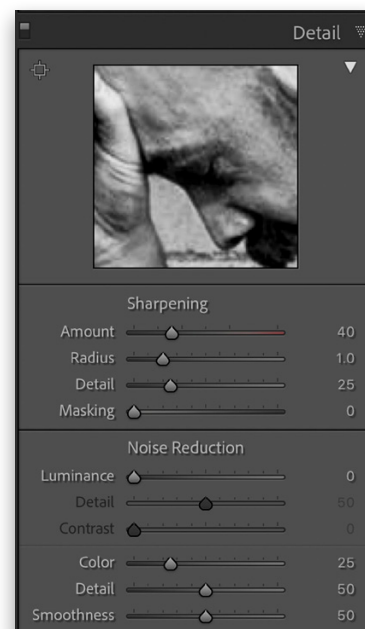 Detail
Sharpening
Amount 40
Radius 1.0
Detail 25
Masking 0
Noise Reduction
Luminance 0
Detail 50
Contrast 0
Color 25
Detail 50
Smoothness 50